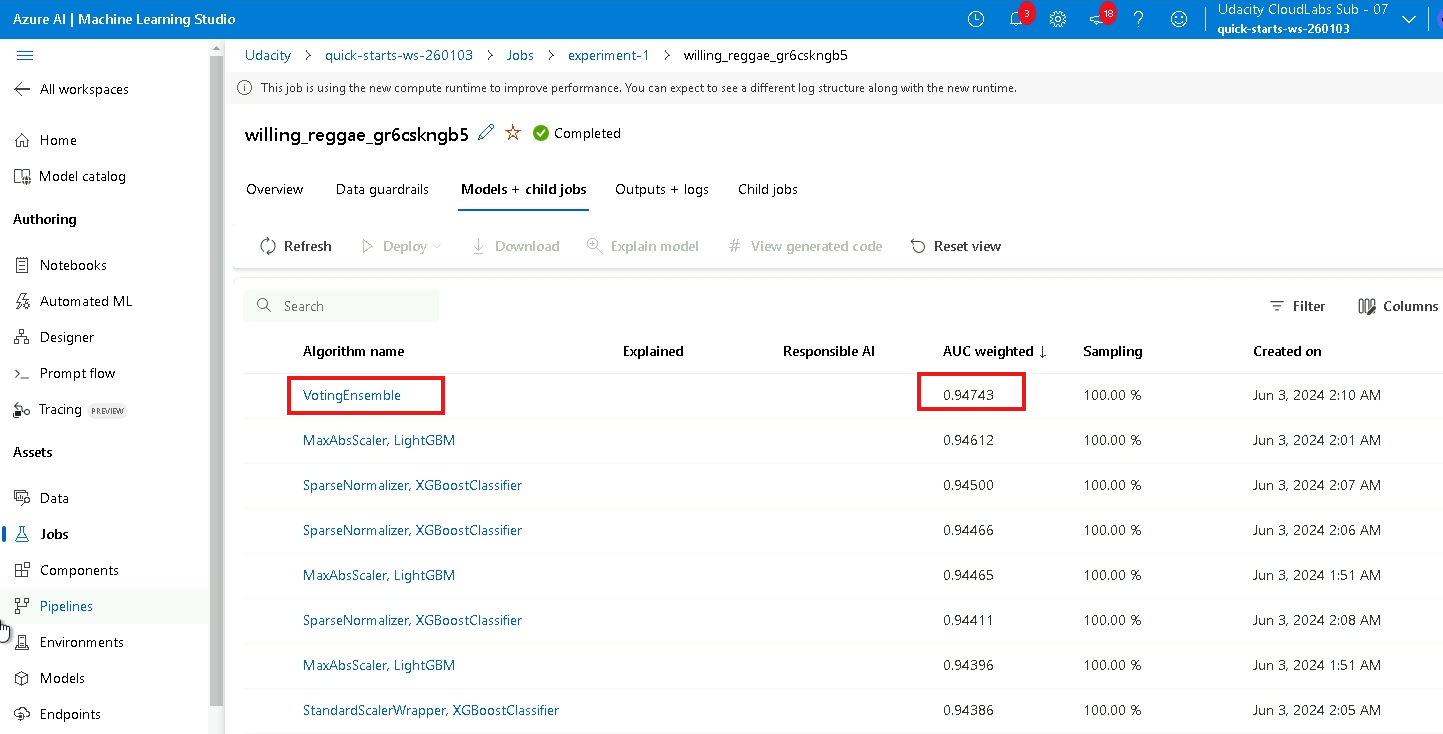 Azure AI | Machine Learning Studio
3
18
Udacity CloudLabs Sub - 07
quick-starts-ws-260103
All workspaces
Home
Model catalog
Authoring
Notebooks
Automated ML
Designer
Prompt flow
Tracing PREVIEW
Assets
Data
Jobs
Components
Pipelines
Environments
Models
Endpoints
Udacity > quick-starts-ws-260103 > Jobs > experiment-1 > willing_reggae_gr6cskngb5
This job is using the new compute runtime to improve performance. You can expect to see a different log structure along with the new runtime.
willing_reggae_gr6cskngb5 Completed
Overview Data guardrails Models + child jobs Outputs + logs Child jobs
Refresh Deploy Download Explain model # View generated code Reset view
Search Filter Columns
Algorithm name Explained Responsible AI AUC weighted ↓ Sampling Created on
VotingEnsemble 0.94743 100.00 % Jun 3, 2024 2:10 AM
MaxAbsScaler, LightGBM 0.94612 100.00 % Jun 3, 2024 2:01 AM
SparseNormalizer, XGBoostClassifier 0.94500 100.00 % Jun 3, 2024 2:07 AM
SparseNormalizer, XGBoostClassifier 0.94466 100.00 % Jun 3, 2024 2:06 AM
MaxAbsScaler, LightGBM 0.94465 100.00 % Jun 3, 2024 1:51 AM
SparseNormalizer, XGBoostClassifier 0.94411 100.00 % Jun 3, 2024 2:08 AM
MaxAbsScaler, LightGBM 0.94396 100.00 % Jun 3, 2024 1:51 AM
StandardScalerWrapper, XGBoostClassifier 0.94386 100.00 % Jun 3, 2024 2:05 AM